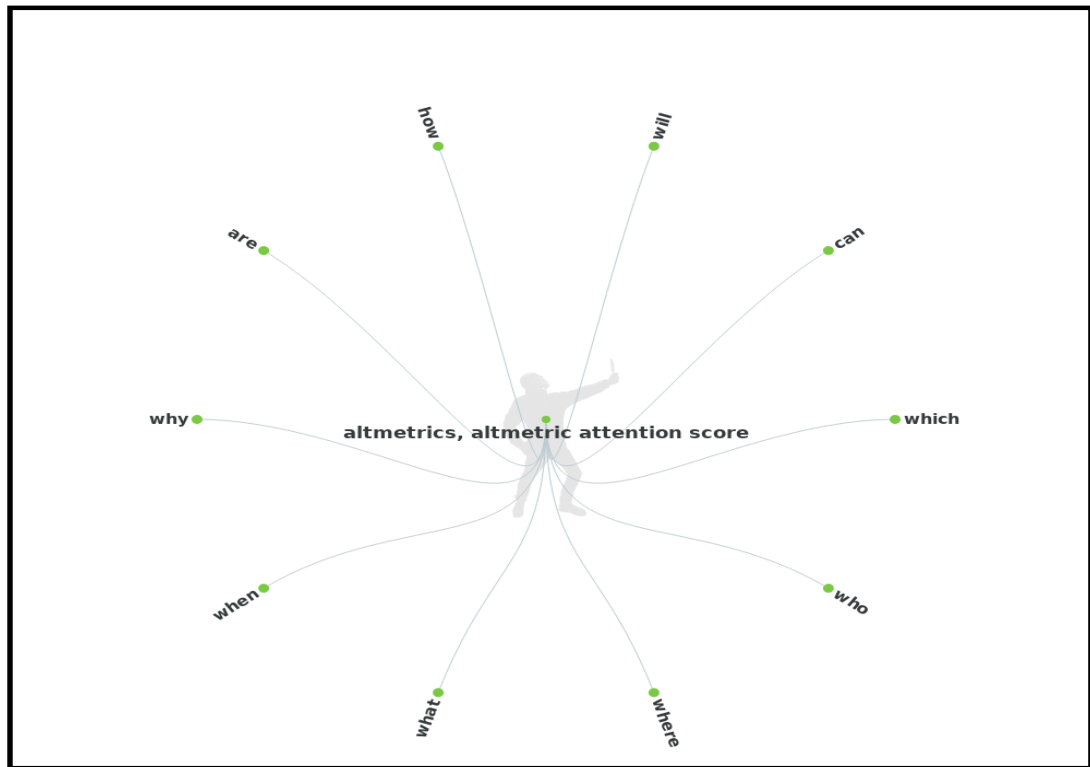 how
will
are
can
why
altmetrics, altmetric attention score
which
when
who
what
where